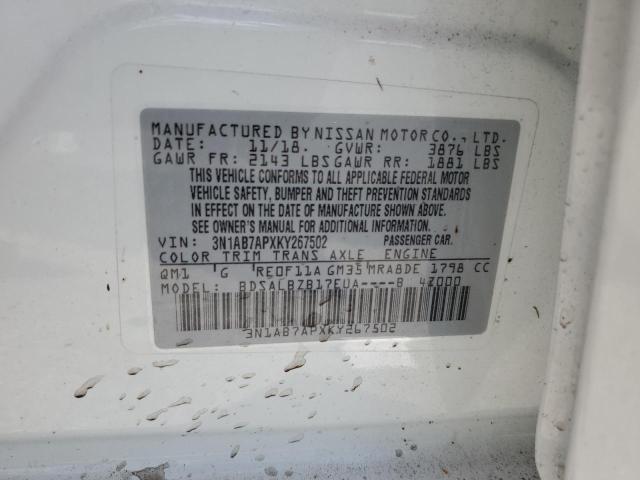 MANUFACTURED BY NISSAN MOTOR CO., LTD.
DATE: 11/18. GVWR: 3876 LBS
GAWR FR: 2143 LBS GAWR RR: 1881 LBS
THIS VEHICLE CONFORMS TO ALL APPLICABLE FEDERAL MOTOR
VEHICLE SAFETY, BUMPER AND THEFT PREVENTION STANDARDS
IN EFFECT ON THE DATE OF MANUFACTURE SHOWN ABOVE.
SEE OWNER'S MANUAL FOR ADDITIONAL INFORMATION.
VIN: 3N1AB7APXKY267502 PASSENGER CAR.
COLOR TRIM TRANS AXLE ENGINE
QM1 'G RE0F11A GM35 MRA8DE 1798 CC
MODEL: BDSALBZB17EUA----B 4Z000
3N1AB7APXKY267502